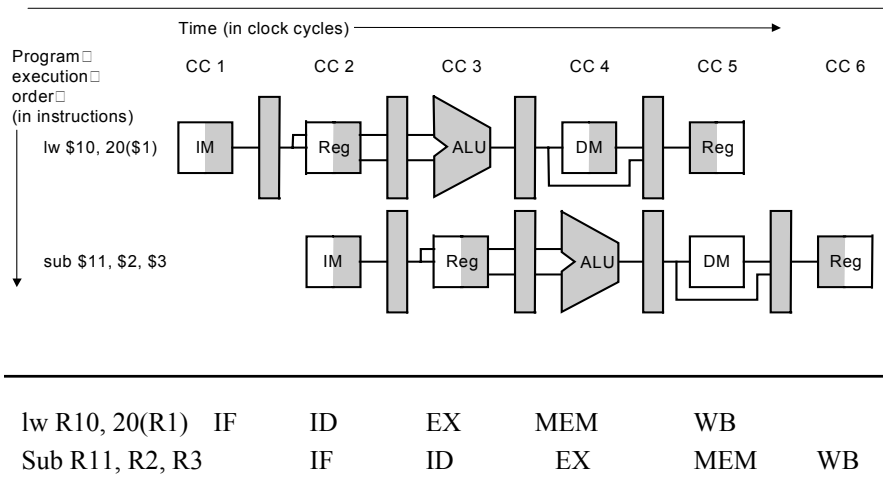 Time (in clock cycles)
Program□
execution□
order□
(in instructions)
CC 1 CC 2 CC 3 CC 4 CC 5 CC 6
lw $10, 20($1) IM Reg ALU DM Reg
sub $11, $2, $3 IM Reg ALU DM Reg
lw R10, 20(R1) IF ID EX MEM WB
Sub R11, R2, R3 IF ID EX MEM WB